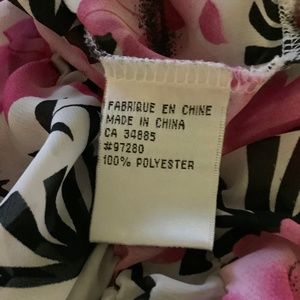 FABRIQUE EN CHINE
MADE IN CHINA
CA 34885
#97280
100% POLYESTER